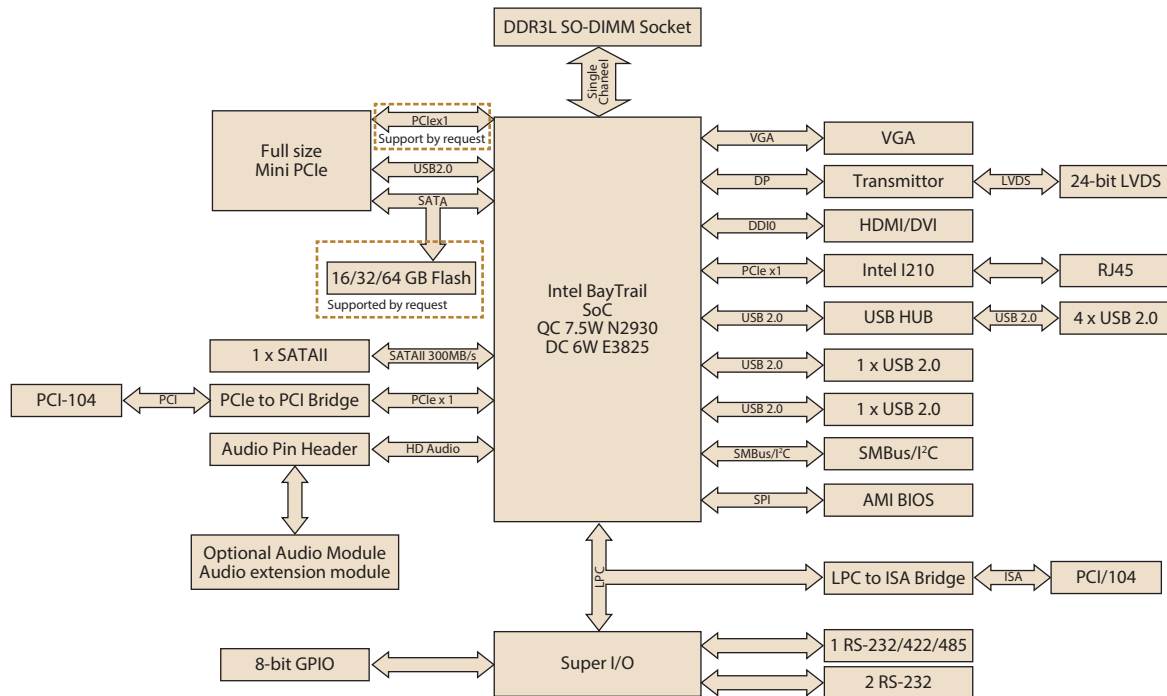 DDR3L SO-DIMM Socket
Single
Channel
PCIex1
Support by request
Full size
Mini PCIe
USB2.0
SATA
16/32/64 GB Flash
Supported by request
Intel BayTrail
SoC
QC 7.5W N2930
DC 6W E3825
VGA
VGA
DP
Transmittor
LVDS
24-bit LVDS
DDI0
HDMI/DVI
PCIe x1
Intel I210
RJ45
USB 2.0
USB HUB
USB 2.0
4 x USB 2.0
1 x SATAII
SATAII 300MB/s
USB 2.0
1 x USB 2.0
PCI-104
PCI
PCIe to PCI Bridge
PCIe x 1
USB 2.0
1 x USB 2.0
Audio Pin Header
HD Audio
SMBus/I²C
SMBus/I²C
SPI
AMI BIOS
Optional Audio Module
Audio extension module
LPC
LPC to ISA Bridge
ISA
PCI/104
8-bit GPIO
Super I/O
1 RS-232/422/485
2 RS-232